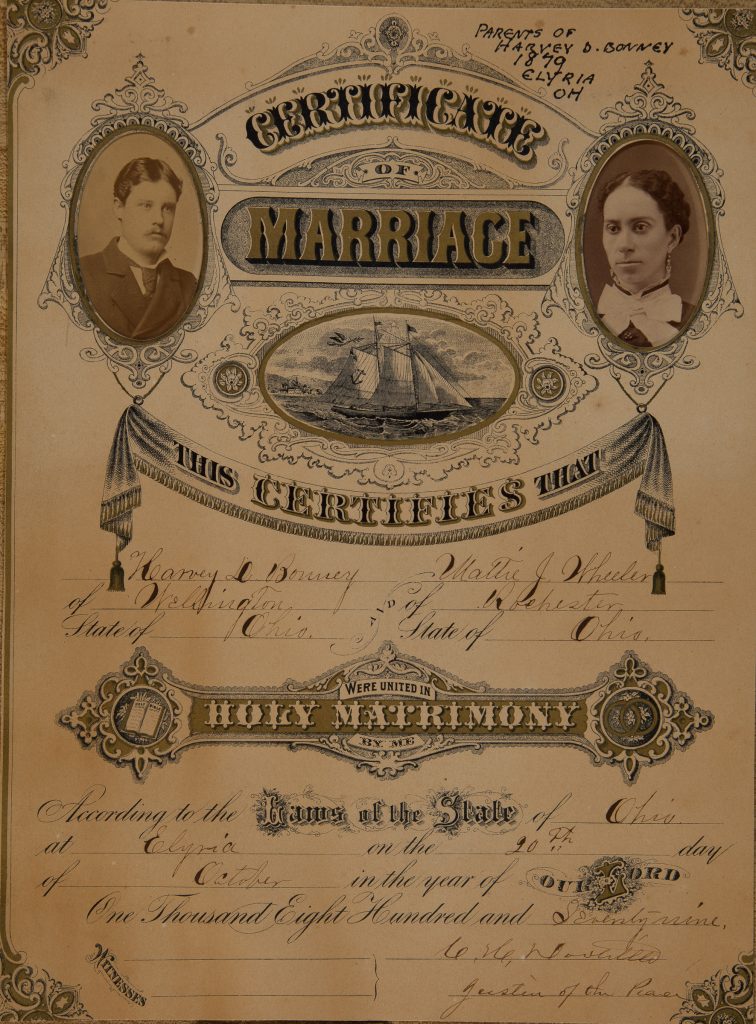 PARENTS OF
HARVEY D. BONNEY
1879
ELYRIA
OH
CERTIFICATE
OF
MARRIAGE
THIS CERTIFIES THAT
Harvey D Bonney Mattie J. Wheeler
of Wellington, AND of Rochester
State of Ohio. State of Ohio.
WERE UNITED IN
HOLY MATRIMONY
BY ME
According to the Laws of the State of Ohio.
at Elyria on the 20th day
of October in the year of OUR LORD
One Thousand Eight Hundred and Seventy nine,
WITNESSES
Justice of the Peace